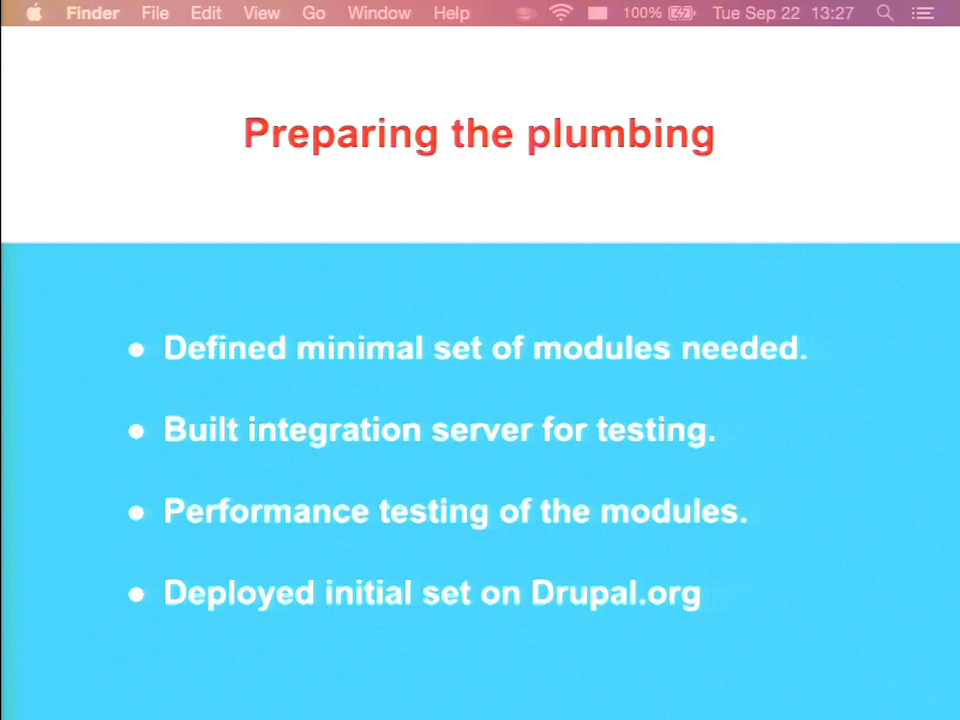 Finder File Edit View Go Window Help 100% Tue Sep 22 13:27
Preparing the plumbing
• Defined minimal set of modules needed.
• Built integration server for testing.
• Performance testing of the modules.
• Deployed initial set on Drupal.org